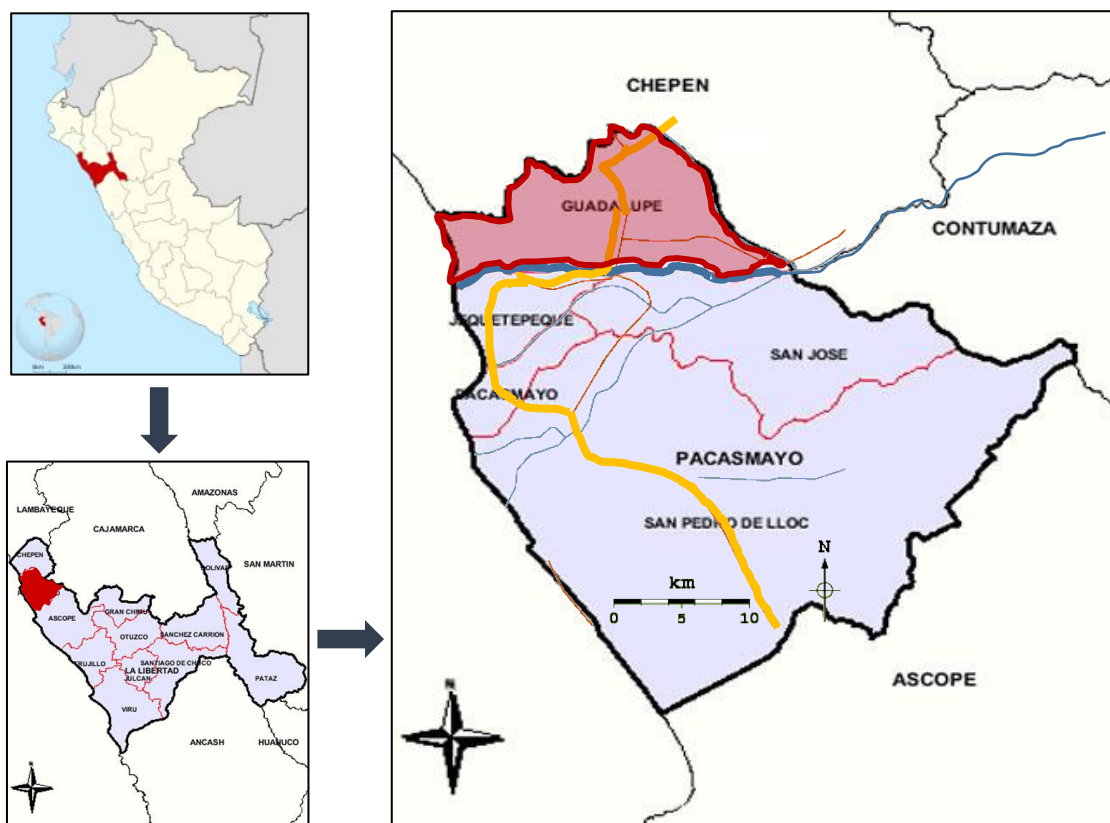 CHEPEN
GUADALUPE
CONTUMAZA
JEQUETEPEQUE
SAN JOSE
PACASMAYO
PACASMAYO
SAN PEDRO DE LLOC
N
km
0 5 10
ASCOPE
N
AMAZONAS
LAMBAYEQUE
CAJAMARCA
CHEPEN
SAN MARTIN
BOLIVAR
ASCOPE
GRAN CHIMU
OTUZCO
SANCHEZ CARRION
TRUJILLO
SANTIAGO DE CHUCO
LA LIBERTAD
JULCAN
PATAZ
VIRU
ANCASH
HUANUCO
N